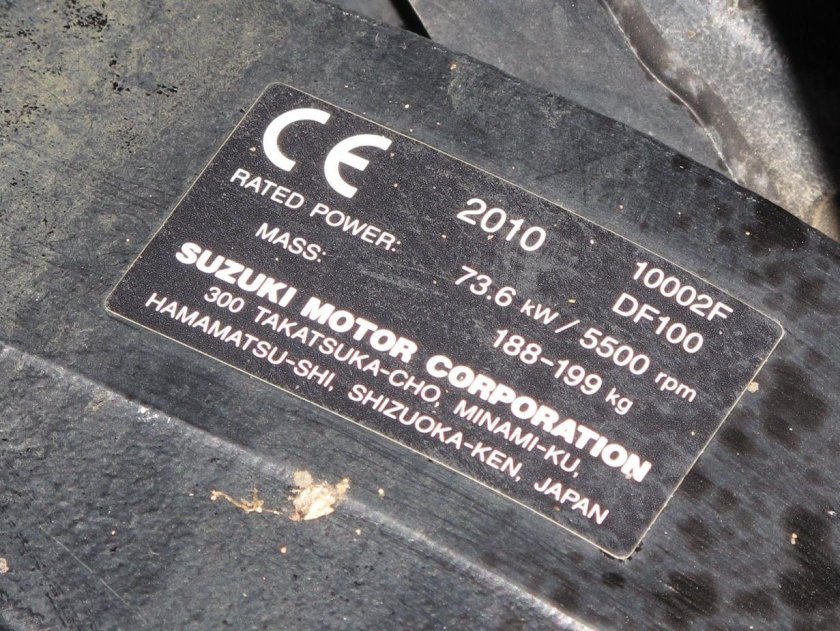 CE 2010 10002F
DF100
RATED POWER: 73.6 kW / 5500 rpm
MASS: 188-199 kg
SUZUKI MOTOR CORPORATION
300 TAKATSUKA-CHO, MINAMI-KU,
HAMAMATSU-SHI, SHIZUOKA-KEN, JAPAN